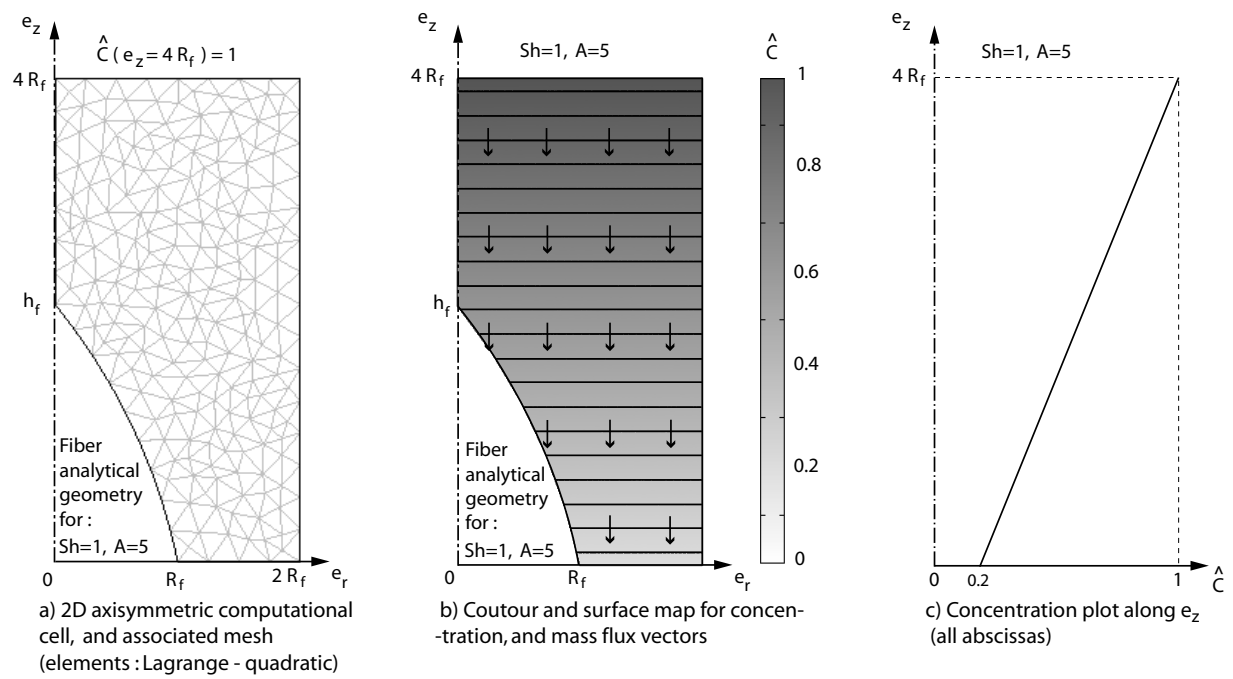 e_z
Ĉ ( e_z = 4 R_f ) = 1
4 R_f
h_f
Fiber
analytical
geometry
for :
Sh=1, A=5
0
R_f
2 R_f
e_r
a) 2D axisymmetric computational
cell, and associated mesh
(elements : Lagrange - quadratic)
e_z
Sh=1, A=5
Ĉ
4 R_f
1
0.8
0.6
0.4
0.2
0
h_f
Fiber
analytical
geometry
for :
Sh=1, A=5
0
R_f
e_r
b) Coutour and surface map for concen-
-tration, and mass flux vectors
e_z
Sh=1, A=5
4 R_f
0
0.2
1
Ĉ
c) Concentration plot along e_z
(all abscissas)